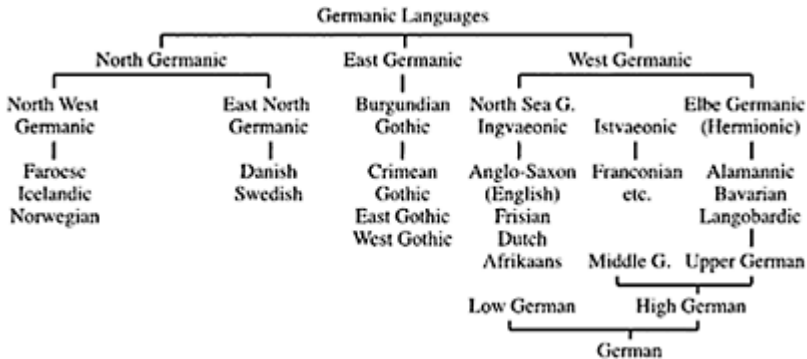 Germanic Languages
North Germanic East Germanic West Germanic
North West East North Burgundian North Sea G. Elbe Germanic
Germanic Germanic Gothic Ingvaeonic Istvaeonic (Hermionic)
Faroese Danish Crimean Anglo-Saxon Franconian Alamannic
Icelandic Swedish Gothic (English) etc. Bavarian
Norwegian East Gothic Frisian Langobardic
West Gothic Dutch
Afrikaans Middle G. Upper German
Low German High German
German